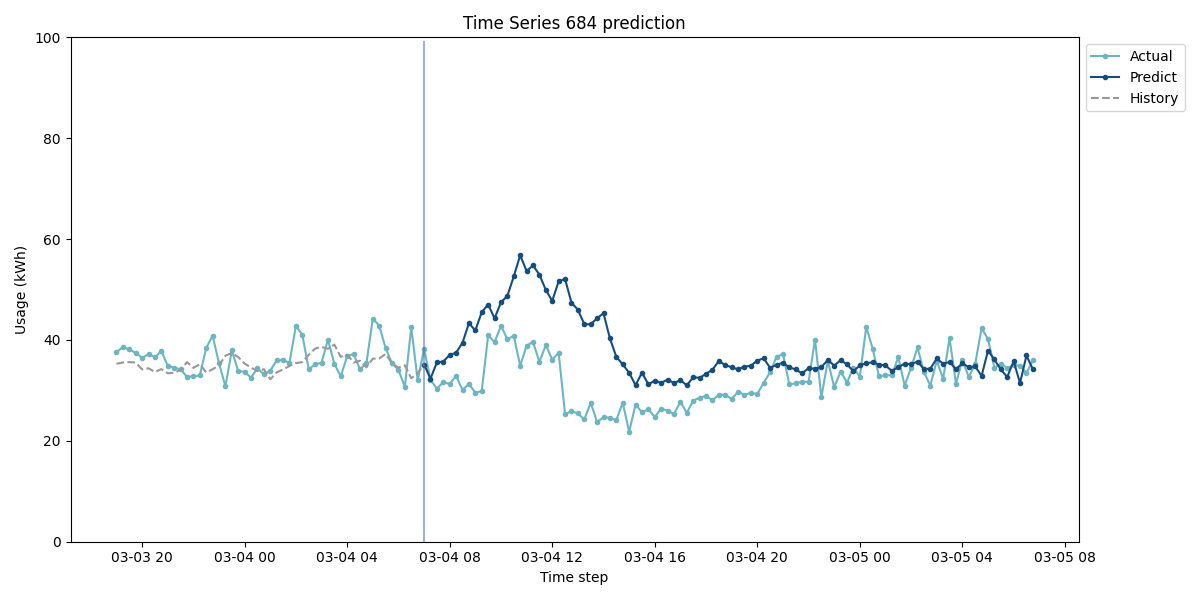 Time Series 684 prediction
Usage (kWh)
100
80
60
40
20
0
03-03 20
03-04 00
03-04 04
03-04 08
03-04 12
03-04 16
03-04 20
03-05 00
03-05 04
03-05 08
Time step
Actual
Predict
History